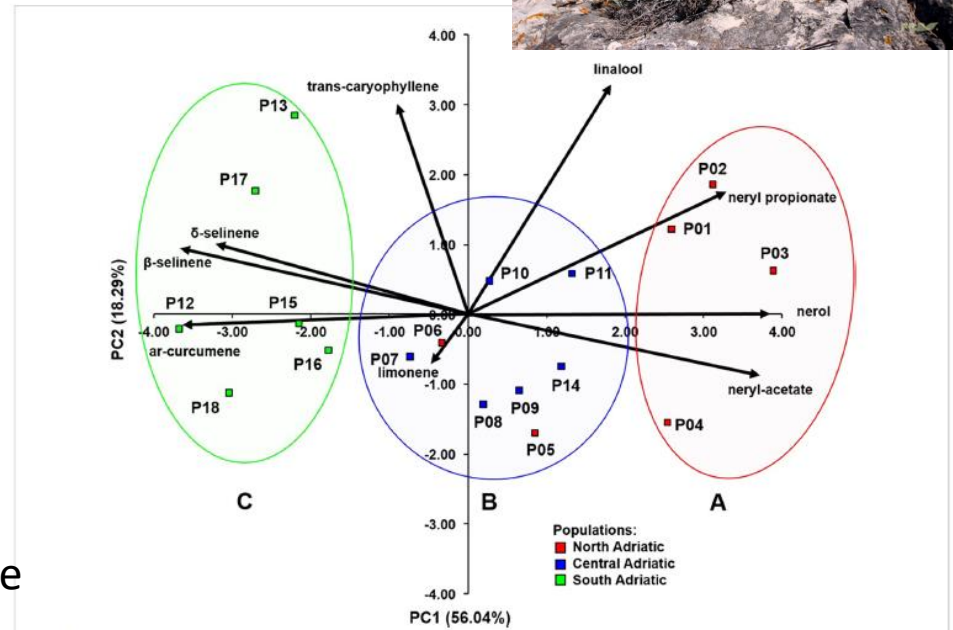 4.00
linalool
trans-caryophyllene
P13
3.00
P17
2.00
P02
neryl propionate
δ-selinene
P01
1.00
β-selinene
P10
P11
P03
PC2 (18.29%)
P12
P15
0.00
nerol
-4.00
-3.00
-2.00
-1.00
P06
0.00
1.00
2.00
3.00
4.00
ar-curcumene
P16
P07
limonene
-1.00
P14
neryl-acetate
P18
P08
P09
P04
P05
-2.00
C
B
A
-3.00
Populations:
North Adriatic
Central Adriatic
South Adriatic
e
-4.00
PC1 (56.04%)